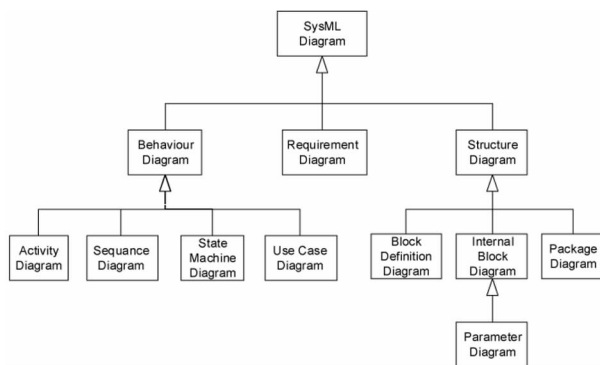 SysML
Diagram
Behaviour
Diagram
Requirement
Diagram
Structure
Diagram
Activity
Diagram
Sequance
Diagram
State
Machine
Diagram
Use Case
Diagram
Block
Definition
Diagram
Internal
Block
Diagram
Package
Diagram
Parameter
Diagram